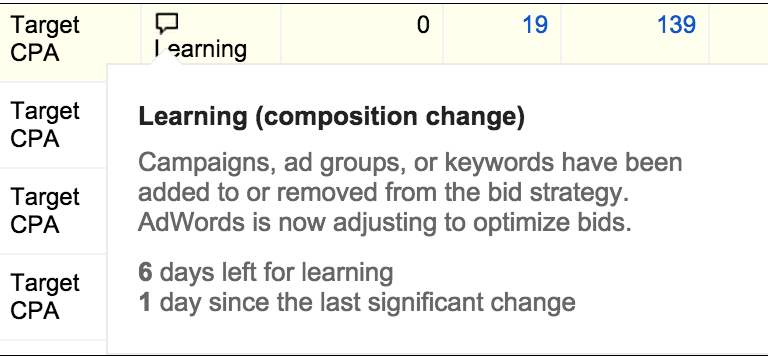 Target CPA
Learning
0
19
139
Target CPA
Target CPA
Target CPA
Learning (composition change)
Campaigns, ad groups, or keywords have been
added to or removed from the bid strategy.
AdWords is now adjusting to optimize bids.
6 days left for learning
1 day since the last significant change